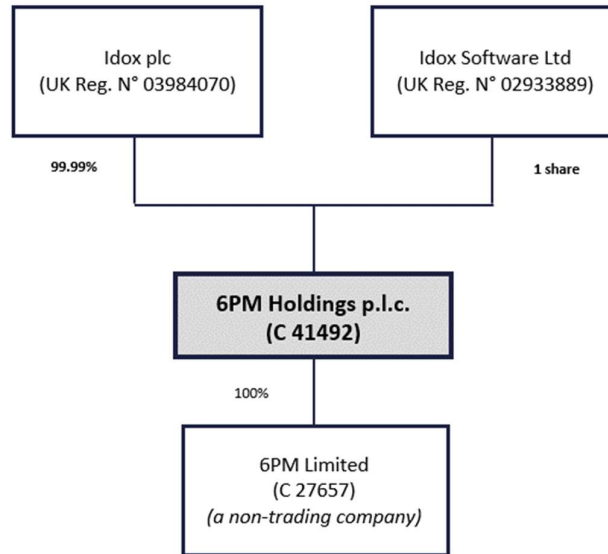 Idox plc
(UK Reg. N° 03984070)
Idox Software Ltd
(UK Reg. N° 02933889)
99.99%
1 share
6PM Holdings p.l.c.
(C 41492)
100%
6PM Limited
(C 27657)
(a non-trading company)